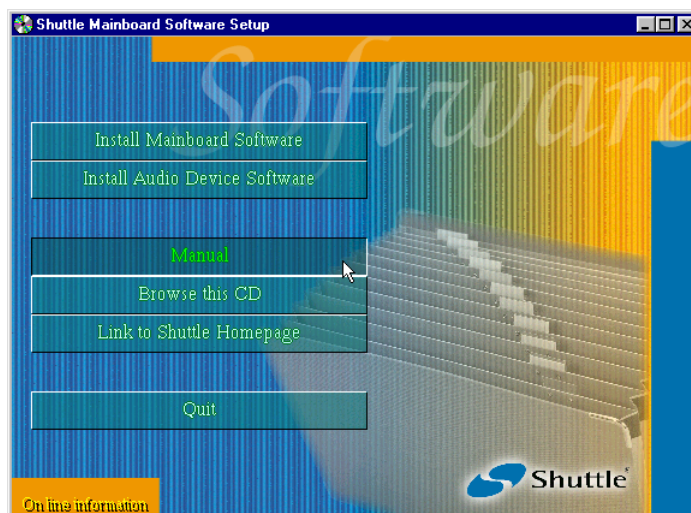 Shuttle Mainboard Software Setup
Software
Install Mainboard Software
Install Audio Device Software
Manual
Browse this CD
Link to Shuttle Homepage
Quit
Shuttle®
On line information